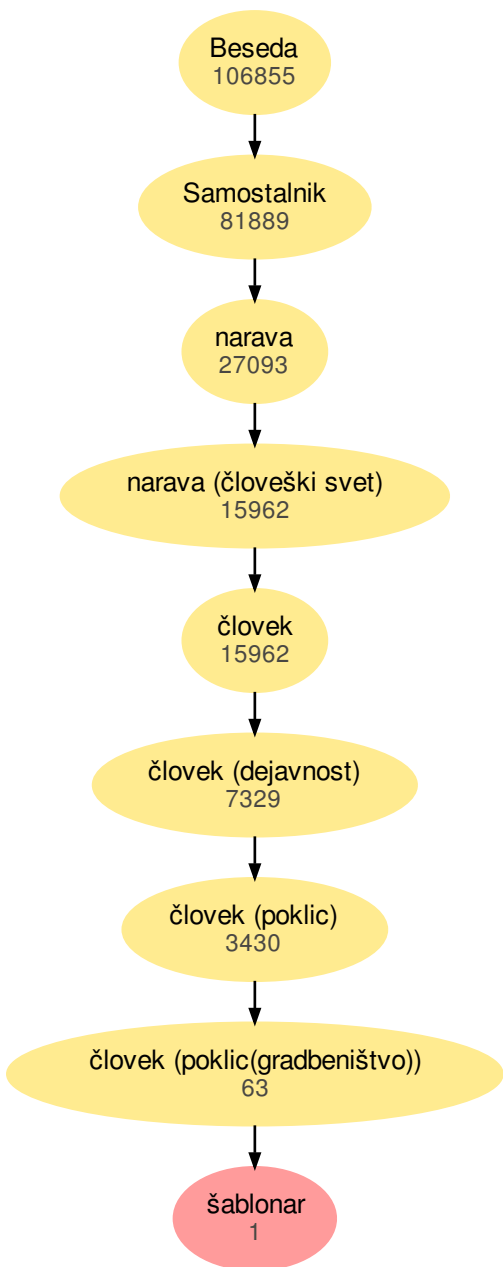 Beseda
106855
Samostalnik
81889
narava
27093
narava (človeški svet)
15962
človek
15962
človek (dejavnost)
7329
človek (poklic)
3430
človek (poklic(gradbeništvo))
63
šablonar
1